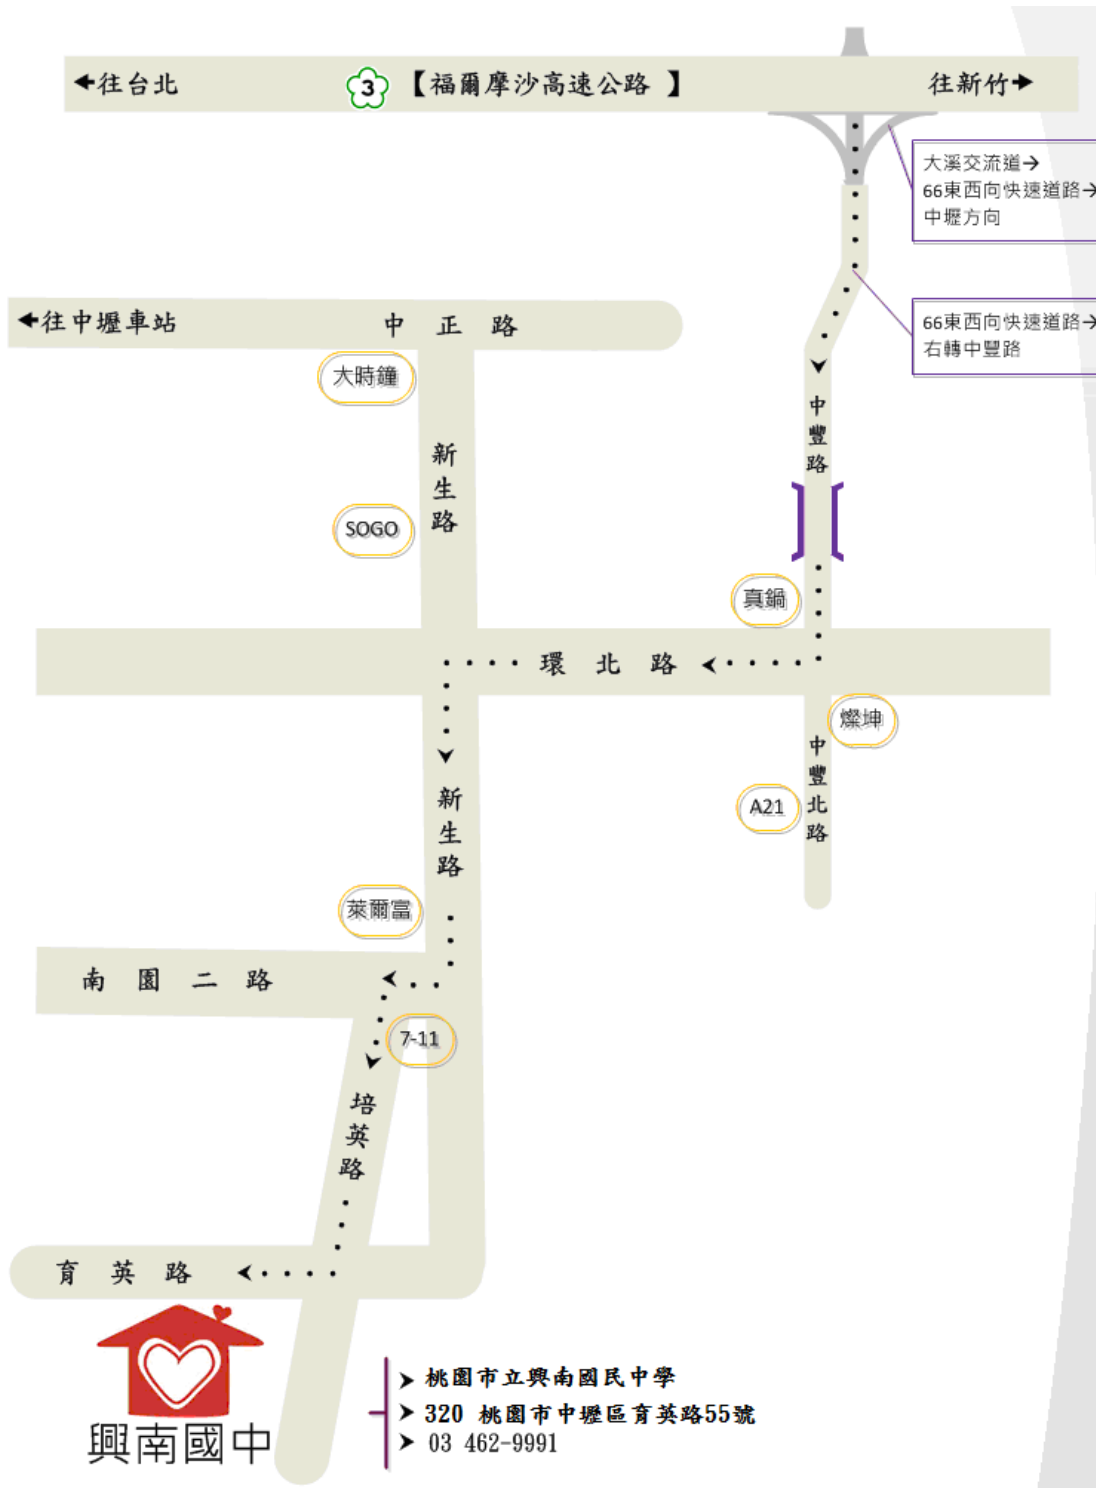 ←往台北
3
【福爾摩沙高速公路 】
往新竹→
大溪交流道→
66東西向快速道路→
中壢方向
←往中壢車站
中 正 路
66東西向快速道路→
右轉中豐路
大時鐘
中豐路
新生路
SOGO
真鍋
環 北 路
燦坤
中豐北路
A21
新生路
萊爾富
南 園 二 路
7-11
培英路
育 英 路
興南國中
➤ 桃園市立興南國民中學
➤ 320 桃園市中壢區育英路55號
➤ 03 462-9991